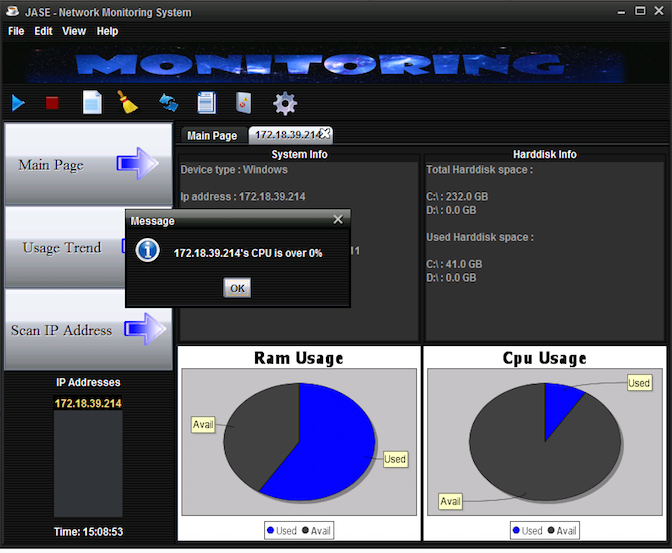 JASE - Network Monitoring System
File Edit View Help
MONITORING
Main Page
172.18.39.214
Main Page
Usage Trend
Scan IP Address
IP Addresses
172.18.39.214
Time: 15:08:53
System Info
Device type : Windows
Ip address : 172.18.39.214
11
Harddisk Info
Total Harddisk space :
C:\ : 232.0 GB
D:\ : 0.0 GB
Used Harddisk space :
C:\ : 41.0 GB
D:\ : 0.0 GB
Message
172.18.39.214's CPU is over 0%
OK
Ram Usage
Avail
Used
Used Avail
Cpu Usage
Used
Avail
Used Avail